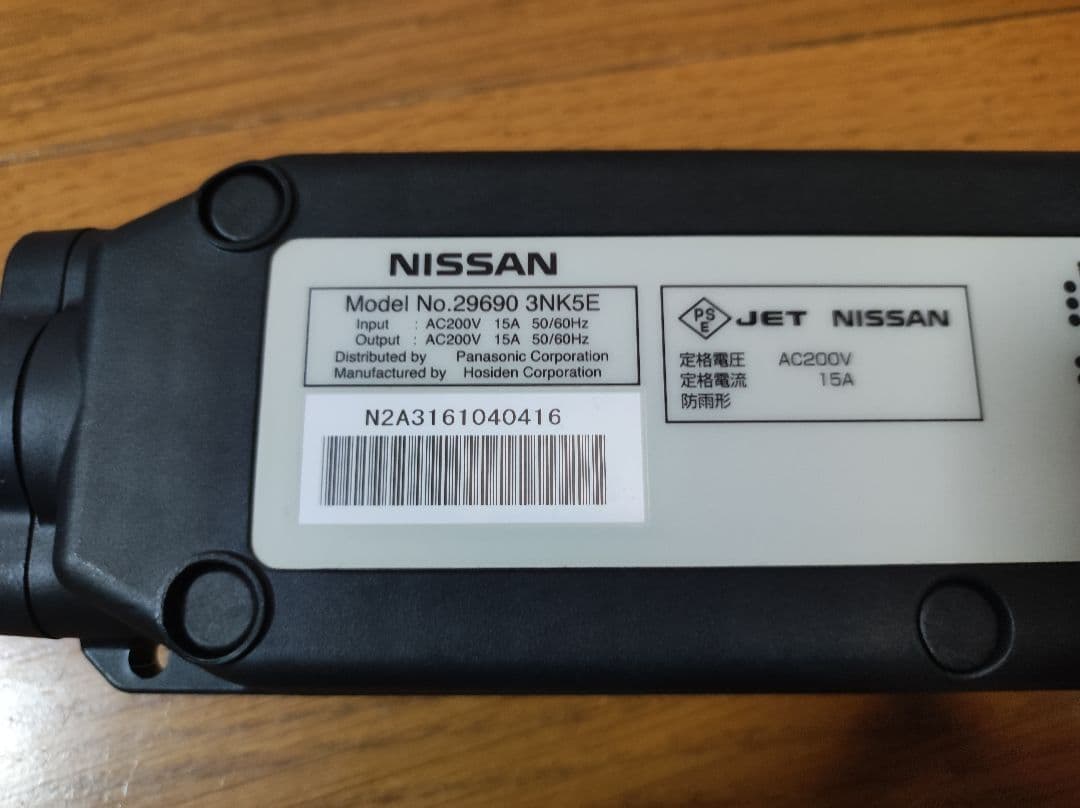 NISSAN
Model No.29690 3NK5E
Input : AC200V 15A 50/60Hz
Output : AC200V 15A 50/60Hz
Distributed by Panasonic Corporation
Manufactured by Hosiden Corporation
N2A3161040416
PS E JET NISSAN
定格電圧 AC200V
定格電流 15A
防雨形